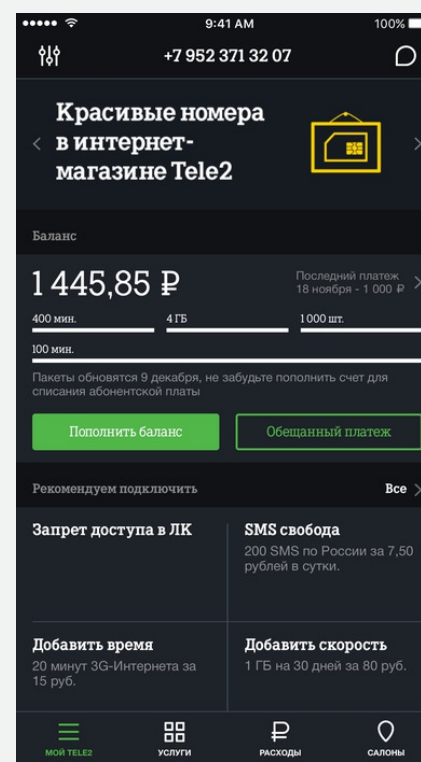 9:41 AM
100%
+7 952 371 32 07
Красивые номера
в интернет-
магазине Tele2
Баланс
1 445,85 ₽
Последний платеж
18 ноября - 1 000 ₽
400 мин.
4 ГБ
1 000 шт.
100 мин.
Пакеты обновятся 9 декабря, не забудьте пополнить счет для
списания абонентской платы
Пополнить баланс
Обещанный платеж
Рекомендуем подключить
Все
Запрет доступа в ЛК
SMS свобода
200 SMS по России за 7,50
рублей в сутки.
Добавить время
20 минут 3G-Интернета за
15 руб.
Добавить скорость
1 ГБ на 30 дней за 80 руб.
МОЙ TELE2
УСЛУГИ
РАСХОДЫ
САЛОНЫ